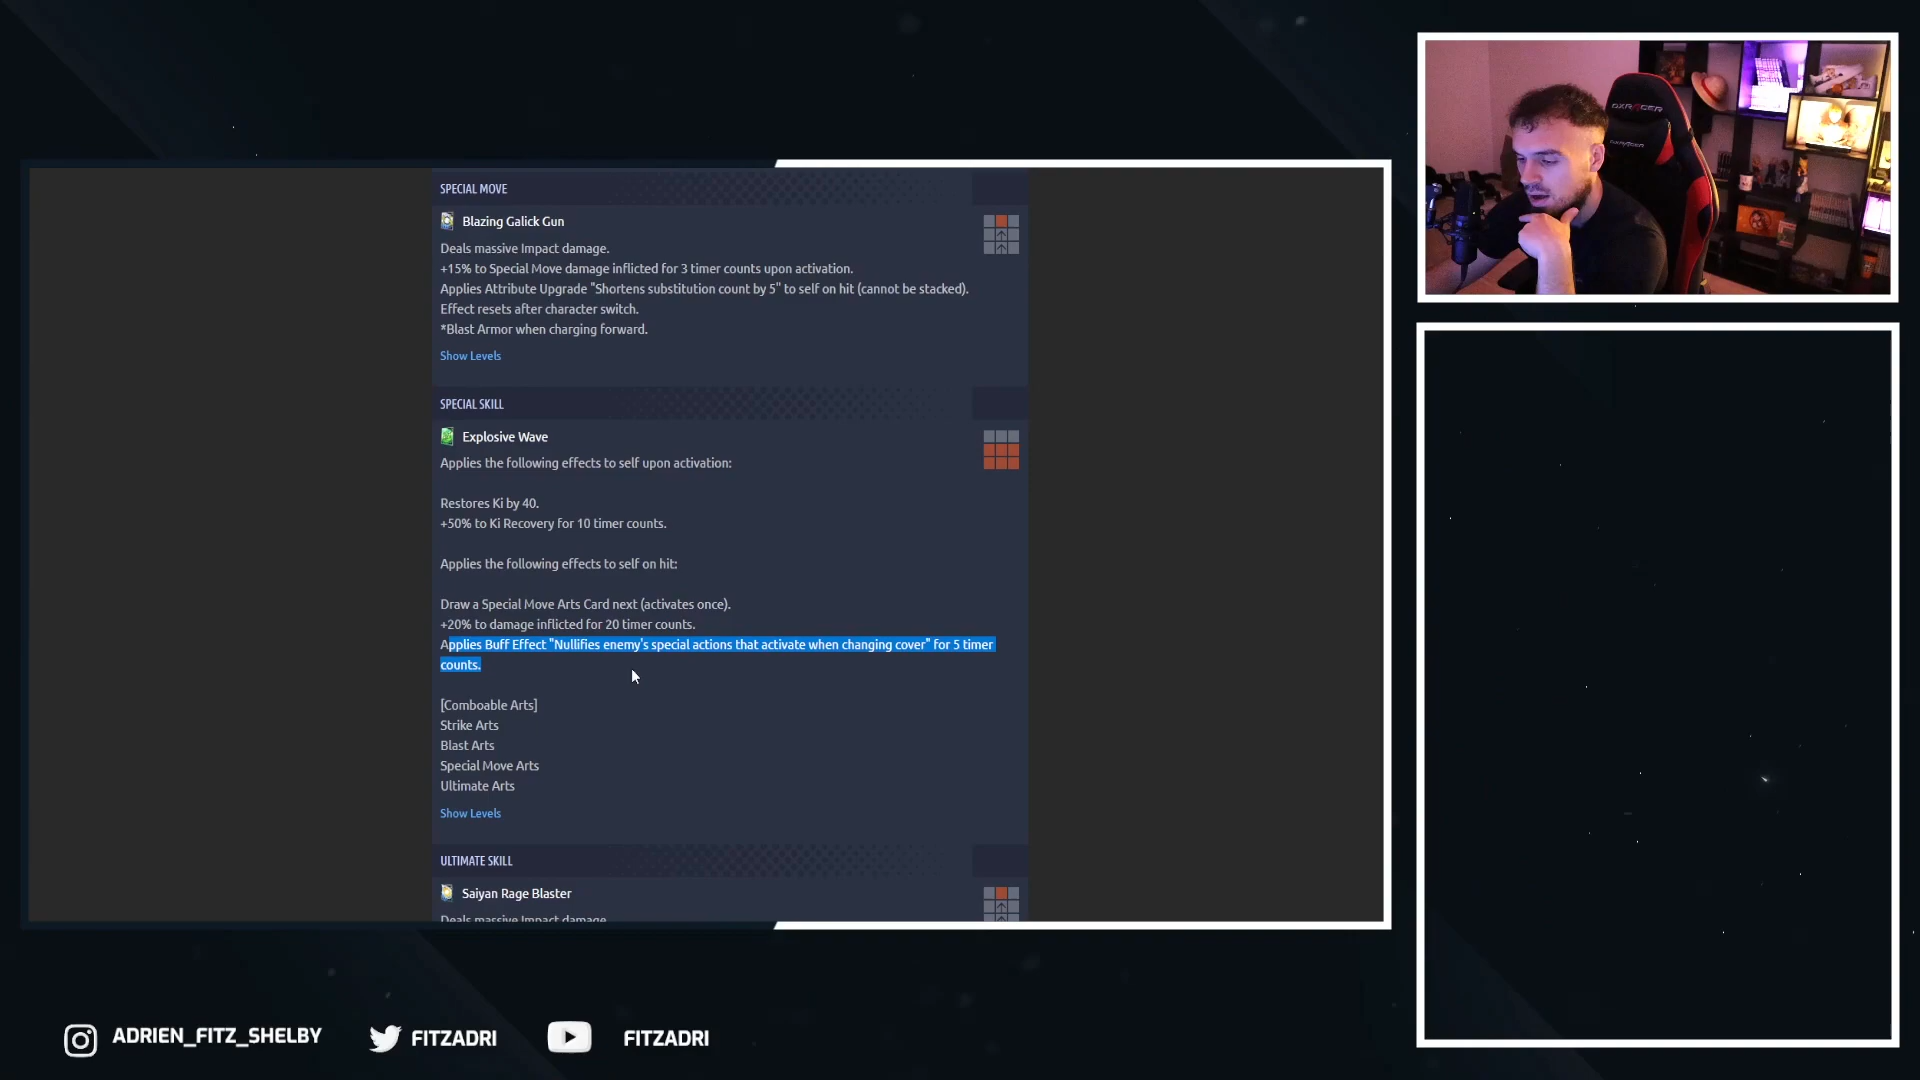 SPECIAL MOVE
Blazing Galick Gun
Deals massive Impact damage.
+15% to Special Move damage inflicted for 3 timer counts upon activation.
Applies Attribute Upgrade "Shortens substitution count by 5" to self on hit (cannot be stacked).
Effect resets after character switch.
*Blast Armor when charging forward.
Show Levels
SPECIAL SKILL
Explosive Wave
Applies the following effects to self upon activation:
Restores Ki by 40.
+50% to Ki Recovery for 10 timer counts.
Applies the following effects to self on hit:
Draw a Special Move Arts Card next (activates once).
+20% to damage inflicted for 20 timer counts.
Applies Buff Effect "Nullifies enemy's special actions that activate when changing cover" for 5 timer
counts.
[Comboable Arts]
Strike Arts
Blast Arts
Special Move Arts
Ultimate Arts
Show Levels
ULTIMATE SKILL
Saiyan Rage Blaster
Deals massive Impact damage
DXRACER
ADRIEN_FITZ_SHELBY
FITZADRI
FITZADRI